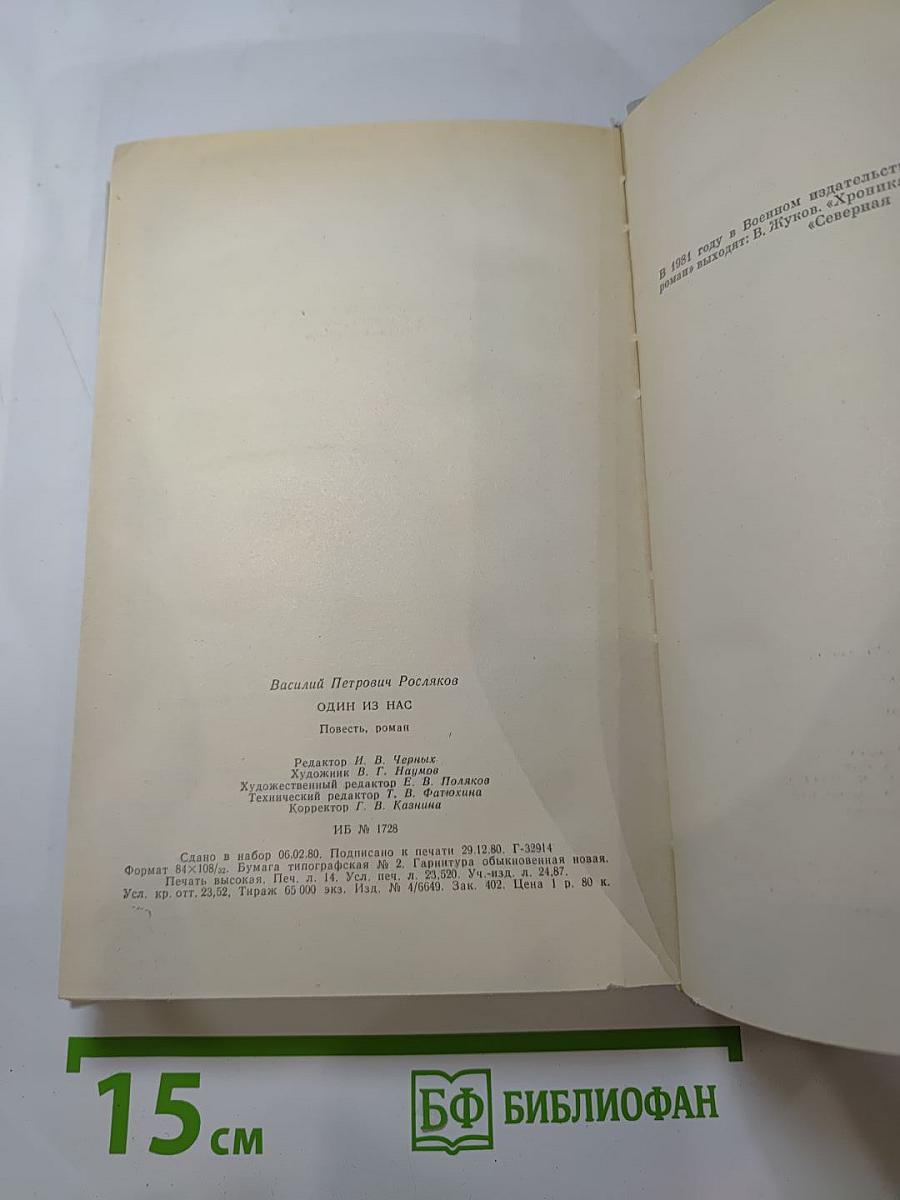 Василий Петрович Росляков
ОДИН ИЗ НАС
Повесть, роман
Редактор И. В. Черных
Художник В. Г. Наумов
Художественный редактор Е. В. Поляков
Технический редактор Т. В. Фатюхина
Корректор Г. В. Казнина
ИБ № 1728
Сдано в набор 06.02.80. Подписано к печати 29.12.80. Г-32914
Формат 84×108/32. Бумага типографская № 2. Гарнитура обыкновенная новая.
Печать высокая. Печ. л. 14. Усл. печ. л. 23,520. Уч.-изд. л. 24,87.
Усл. кр. отт. 23,52, Тираж 65 000 экз. Изд. № 4/6649. Зак. 402. Цена 1 р. 80 к.
В 1981 году в Военном издательст
роман» выходят: В. Жуков. «Хроника
«Северная
15 см
БФ БИБЛИОФАН